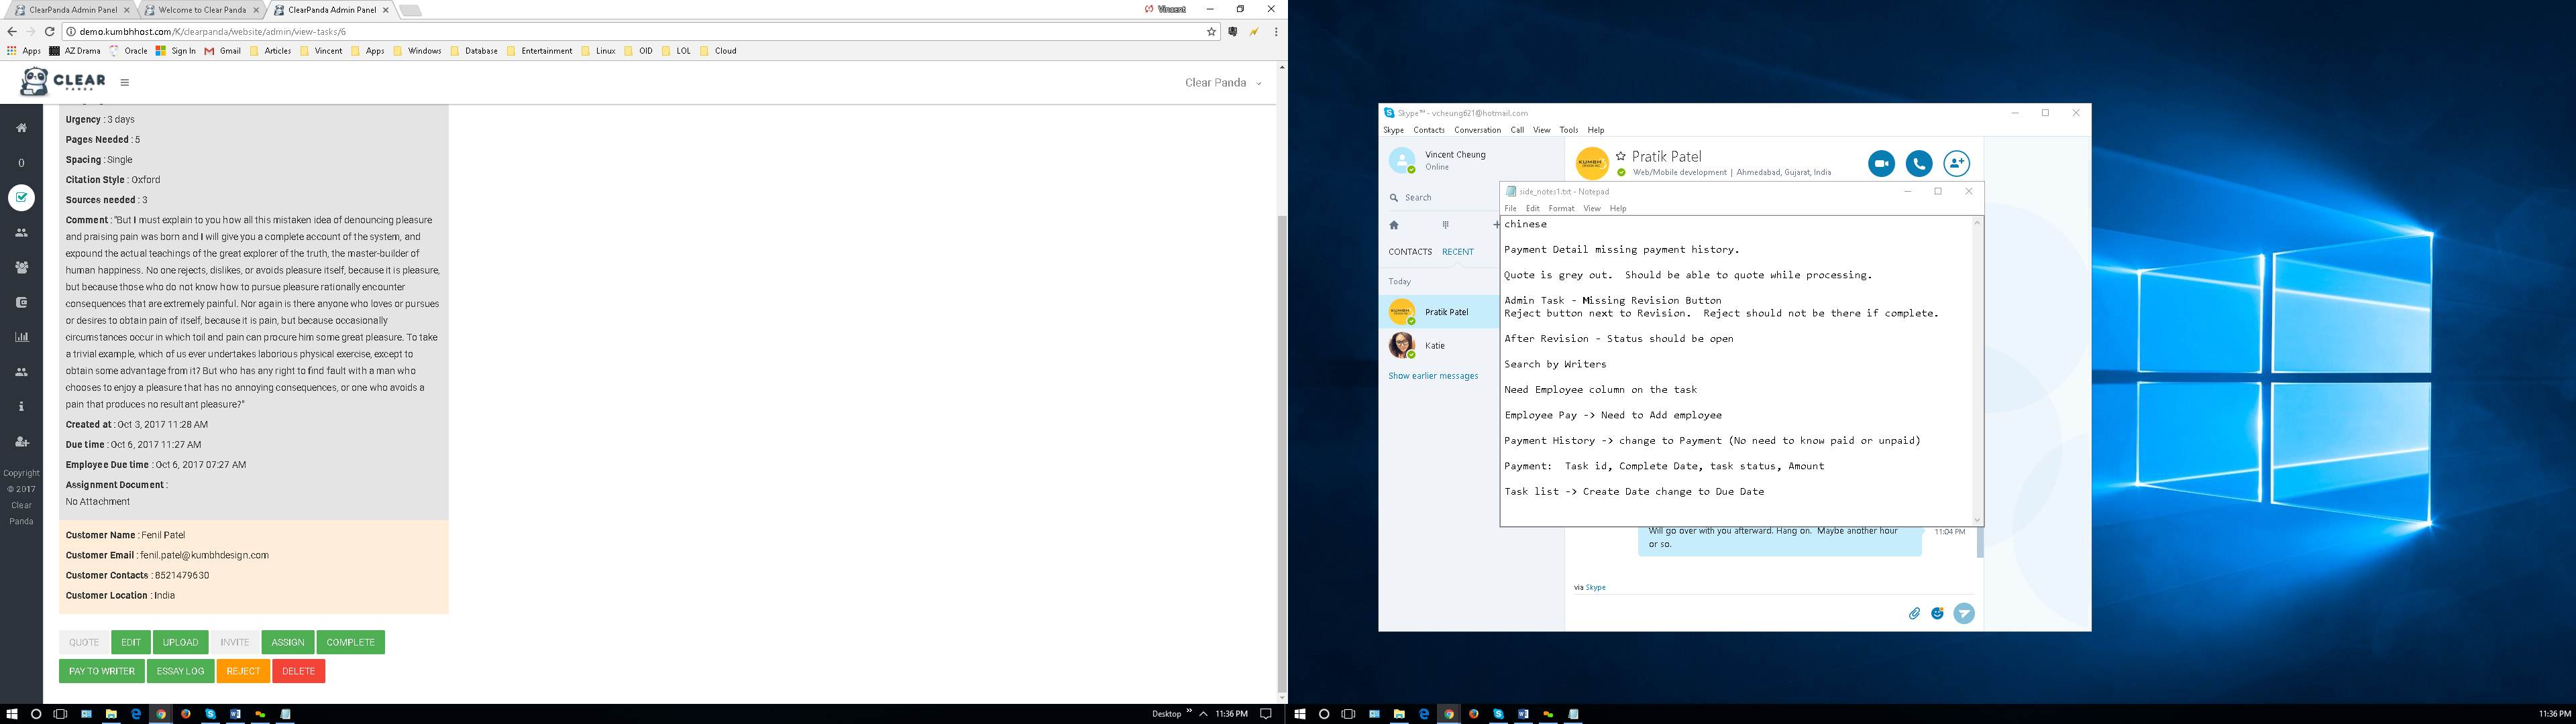 ClearPanda Admin Panel
Welcome to Clear Panda
ClearPanda Admin Panel
Vincent
demo.kumbhhost.com/K/clearpanda/website/admin/view-tasks/6
Apps AZ Drama Oracle Sign In Gmail Articles Vincent Apps Windows Database Entertainment Linux OID LOL Cloud
CLEAR
PANDA
Clear Panda
0
Copyright
© 2017
Clear
Panda
Urgency : 3 days
Pages Needed : 5
Spacing : Single
Citation Style : Oxford
Sources needed : 3
Comment : "But I must explain to you how all this mistaken idea of denouncing pleasure
and praising pain was born and I will give you a complete account of the system, and
expound the actual teachings of the great explorer of the truth, the master-builder of
human happiness. No one rejects, dislikes, or avoids pleasure itself, because it is pleasure,
but because those who do not know how to pursue pleasure rationally encounter
consequences that are extremely painful. Nor again is there anyone who loves or pursues
or desires to obtain pain of itself, because it is pain, but because occasionally
circumstances occur in which toil and pain can procure him some great pleasure. To take
a trivial example, which of us ever undertakes laborious physical exercise, except to
obtain some advantage from it? But who has any right to find fault with a man who
chooses to enjoy a pleasure that has no annoying consequences, or one who avoids a
pain that produces no resultant pleasure?"
Created at : Oct 3, 2017 11:28 AM
Due time : Oct 6, 2017 11:27 AM
Employee Due time : Oct 6, 2017 07:27 AM
Assignment Document :
No Attachment
Customer Name : Fenil Patel
Customer Email : fenil.patel@kumbhdesign.com
Customer Contacts : 8521479630
Customer Location : India
QUOTE EDIT UPLOAD INVITE ASSIGN COMPLETE
PAY TO WRITER ESSAY LOG REJECT DELETE
Desktop 11:36 PM
Skype™ - vcheung621@hotmail.com
Skype Contacts Conversation Call View Tools Help
Vincent Cheung
Online
Search
CONTACTS RECENT
Today
Pratik Patel
Katie
Show earlier messages
KUMBH
Pratik Patel
Web/Mobile development | Ahmedabad, Gujarat, India
side_notes1.txt - Notepad
File Edit Format View Help
chinese
Payment Detail missing payment history.
Quote is grey out. Should be able to quote while processing.
Admin Task - Missing Revision Button
Reject button next to Revision. Reject should not be there if complete.
After Revision - Status should be open
Search by Writers
Need Employee column on the task
Employee Pay -> Need to Add employee
Payment History -> change to Payment (No need to know paid or unpaid)
Payment: Task id, Complete Date, task status, Amount
Task list -> Create Date change to Due Date
Will go over with you afterward. Hang on. Maybe another hour
or so.
11:04 PM
via Skype
11:36 PM